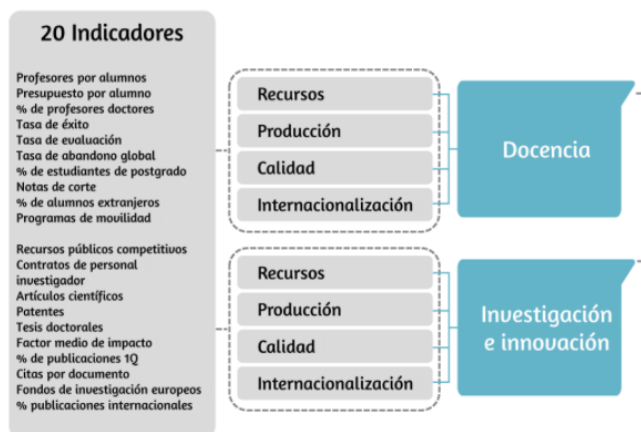 20 Indicadores
Profesores por alumnos
Presupuesto por alumno
% de profesores doctores
Tasa de éxito
Tasa de evaluación
Tasa de abandono global
% de estudiantes de postgrado
Notas de corte
% de alumnos extranjeros
Programas de movilidad
Recursos públicos competitivos
Contratos de personal
investigador
Artículos científicos
Patentes
Tesis doctorales
Factor medio de impacto
% de publicaciones 1Q
Citas por documento
Fondos de investigación europeos
% publicaciones internacionales
Recursos
Producción
Calidad
Internacionalización
Docencia
Recursos
Producción
Calidad
Internacionalización
Investigación
e innovación